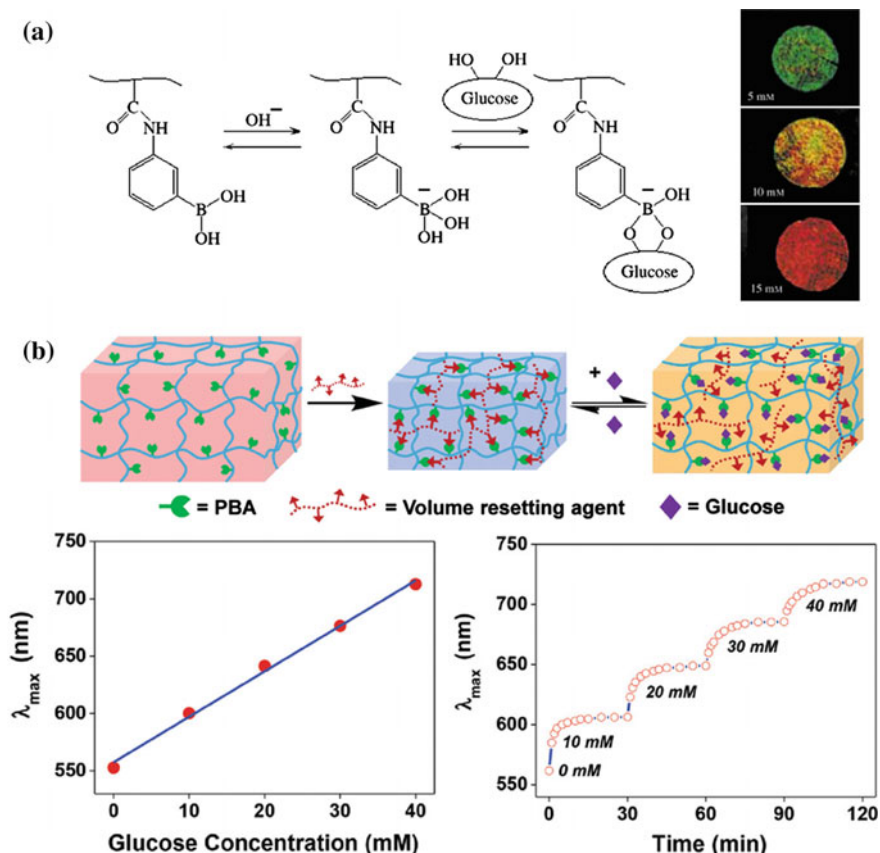 (a)
C
O
NH
B
OH
OH
OH⁻
C
O
NH
−
B
OH
OH
OH
HO OH
Glucose
C
O
NH
−
B
OH
O
O
Glucose
5 mM
10 mM
15 mM
(b)
+
= PBA
= Volume resetting agent
= Glucose
750
700
650
600
550
λmax (nm)
0 10 20 30 40
Glucose Concentration (mM)
750
700
650
600
550
λmax (nm)
0 mM
10 mM
20 mM
30 mM
40 mM
0 30 60 90 120
Time (min)